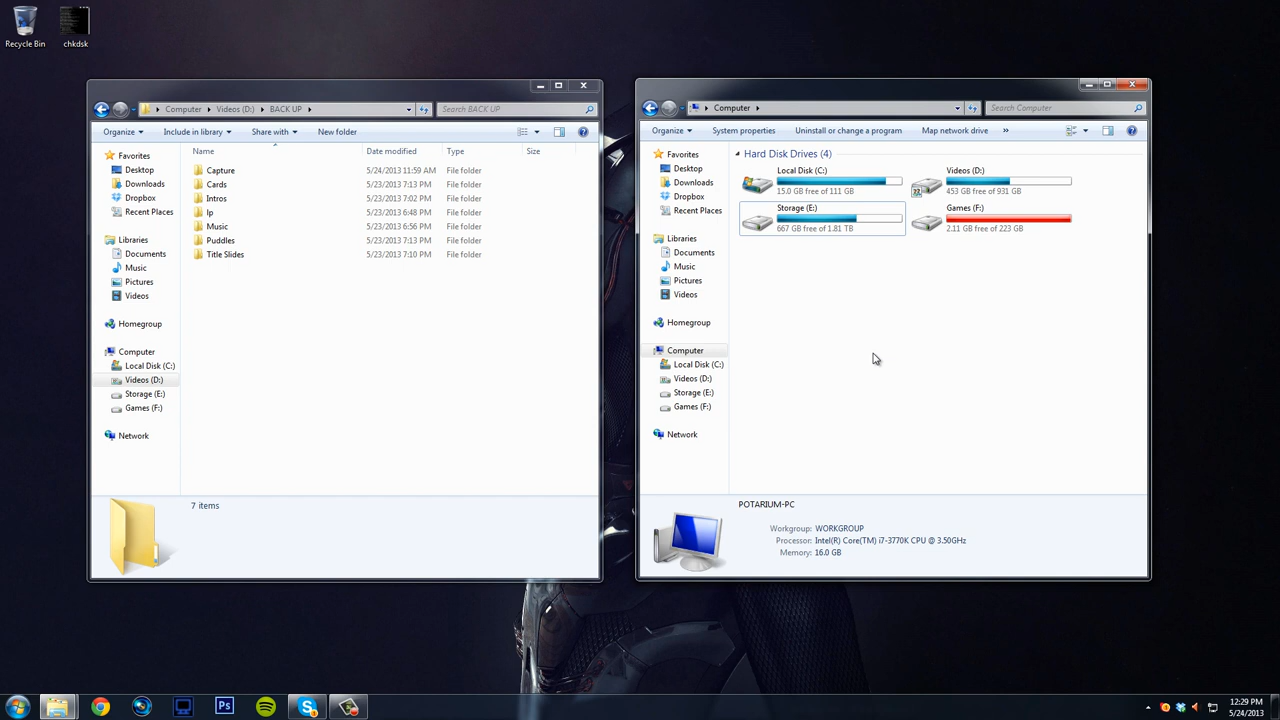 Recycle Bin
chkdsk
Computer Videos (D:) BACK UP
Search BACK UP
Organize Include in library Share with New folder
Name Date modified Type Size
Favorites
Desktop
Downloads
Dropbox
Recent Places
Libraries
Documents
Music
Pictures
Videos
Homegroup
Computer
Local Disk (C:)
Videos (D:)
Storage (E:)
Games (F:)
Network
Capture 5/24/2013 11:59 AM File folder
Cards 5/23/2013 7:13 PM File folder
Intros 5/23/2013 7:02 PM File folder
lp 5/23/2013 6:48 PM File folder
Music 5/23/2013 6:56 PM File folder
Puddles 5/23/2013 7:13 PM File folder
Title Slides 5/23/2013 7:10 PM File folder
7 items
Computer
Search Computer
Organize System properties Uninstall or change a program Map network drive »
Favorites
Desktop
Downloads
Dropbox
Recent Places
Libraries
Documents
Music
Pictures
Videos
Homegroup
Computer
Local Disk (C:)
Videos (D:)
Storage (E:)
Games (F:)
Network
Hard Disk Drives (4)
Local Disk (C:)
15.0 GB free of 111 GB
Videos (D:)
453 GB free of 931 GB
Storage (E:)
667 GB free of 1.81 TB
Games (F:)
2.11 GB free of 223 GB
POTARIUM-PC
Workgroup: WORKGROUP
Processor: Intel(R) Core(TM) i7-3770K CPU @ 3.50GHz
Memory: 16.0 GB
Ps
12:29 PM
5/24/2013